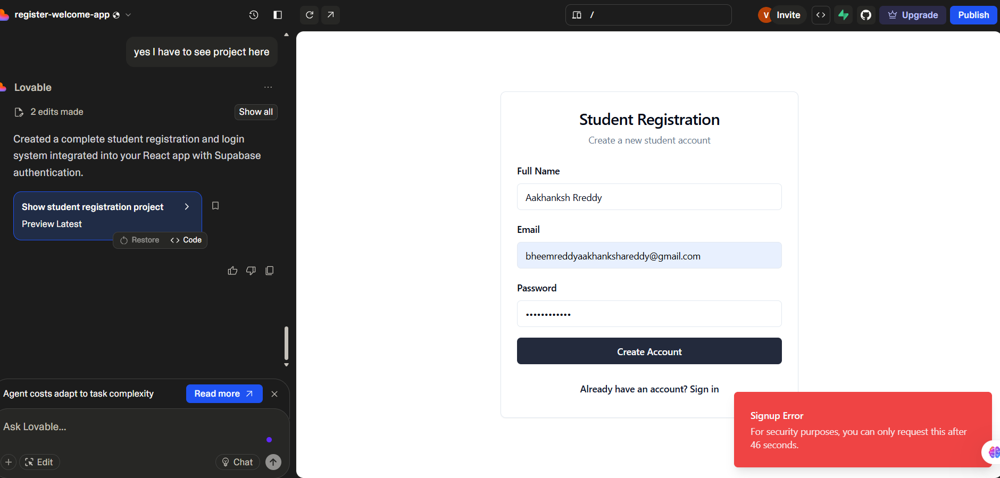 register-welcome-app
/
V
Invite
Upgrade
Publish
yes I have to see project here
Lovable
2 edits made
Show all
Created a complete student registration and login
system integrated into your React app with Supabase
authentication.
Show student registration project
Preview Latest
Restore
Code
Agent costs adapt to task complexity
Read more
Ask Lovable...
Edit
Chat
Student Registration
Create a new student account
Full Name
Aakhanksh Rreddy
Email
bheemreddyaakhankshareddy@gmail.com
Password
Create Account
Already have an account? Sign in
Signup Error
For security purposes, you can only request this after
46 seconds.